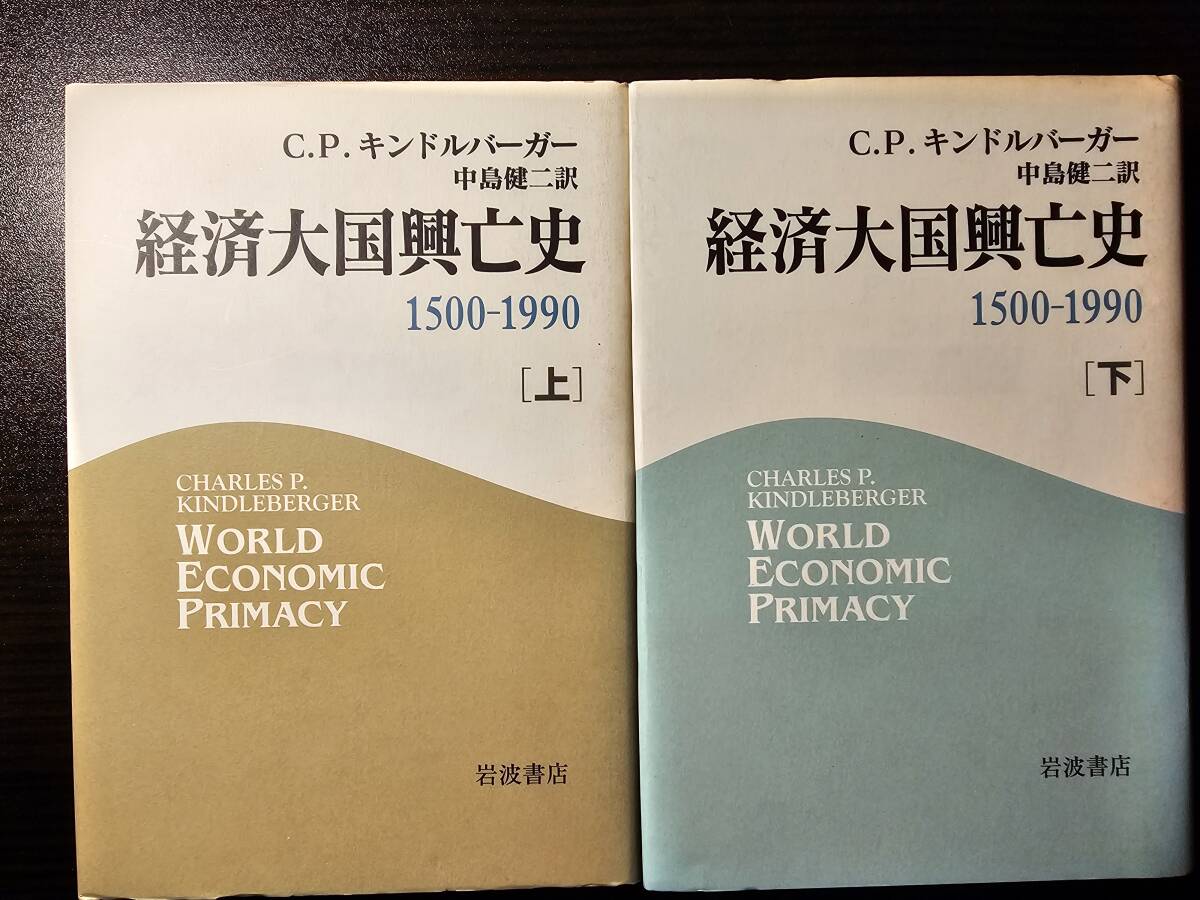 C.P. キンドルバーガー
中島健二訳
経済大国興亡史
1500-1990
[上]
CHARLES P.
KINDLEBERGER
WORLD
ECONOMIC
PRIMACY
岩波書店
C.P. キンドルバーガー
中島健二訳
経済大国興亡史
1500-1990
[下]
CHARLES P.
KINDLEBERGER
WORLD
ECONOMIC
PRIMACY
岩波書店